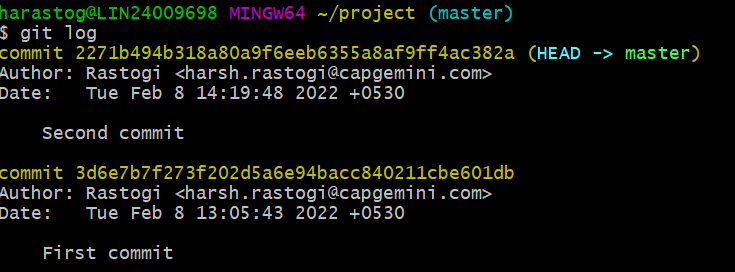 harastog@LIN24009698 MINGW64 ~/project (master)
$ git log
commit 2271b494b318a80a9f6eeb6355a8af9ff4ac382a (HEAD -> master)
Author: Rastogi <harsh.rastogi@capgemini.com>
Date:   Tue Feb 8 14:19:48 2022 +0530
    Second commit
commit 3d6e7b7f273f202d5a6e94bacc840211cbe601db
Author: Rastogi <harsh.rastogi@capgemini.com>
Date:   Tue Feb 8 13:05:43 2022 +0530
    First commit